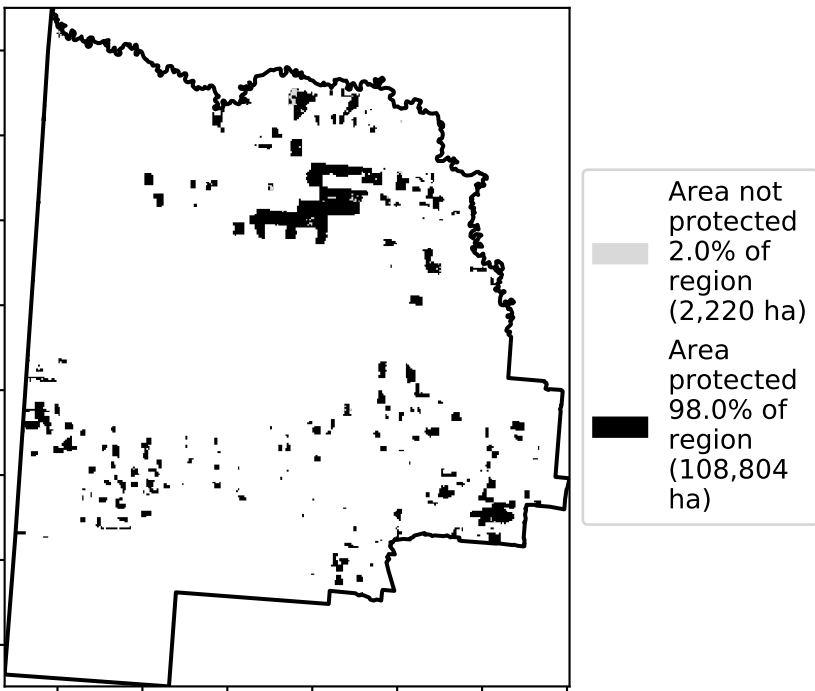 Area not
protected
2.0% of
region
(2,220 ha)
Area
protected
98.0% of
region
(108,804
ha)